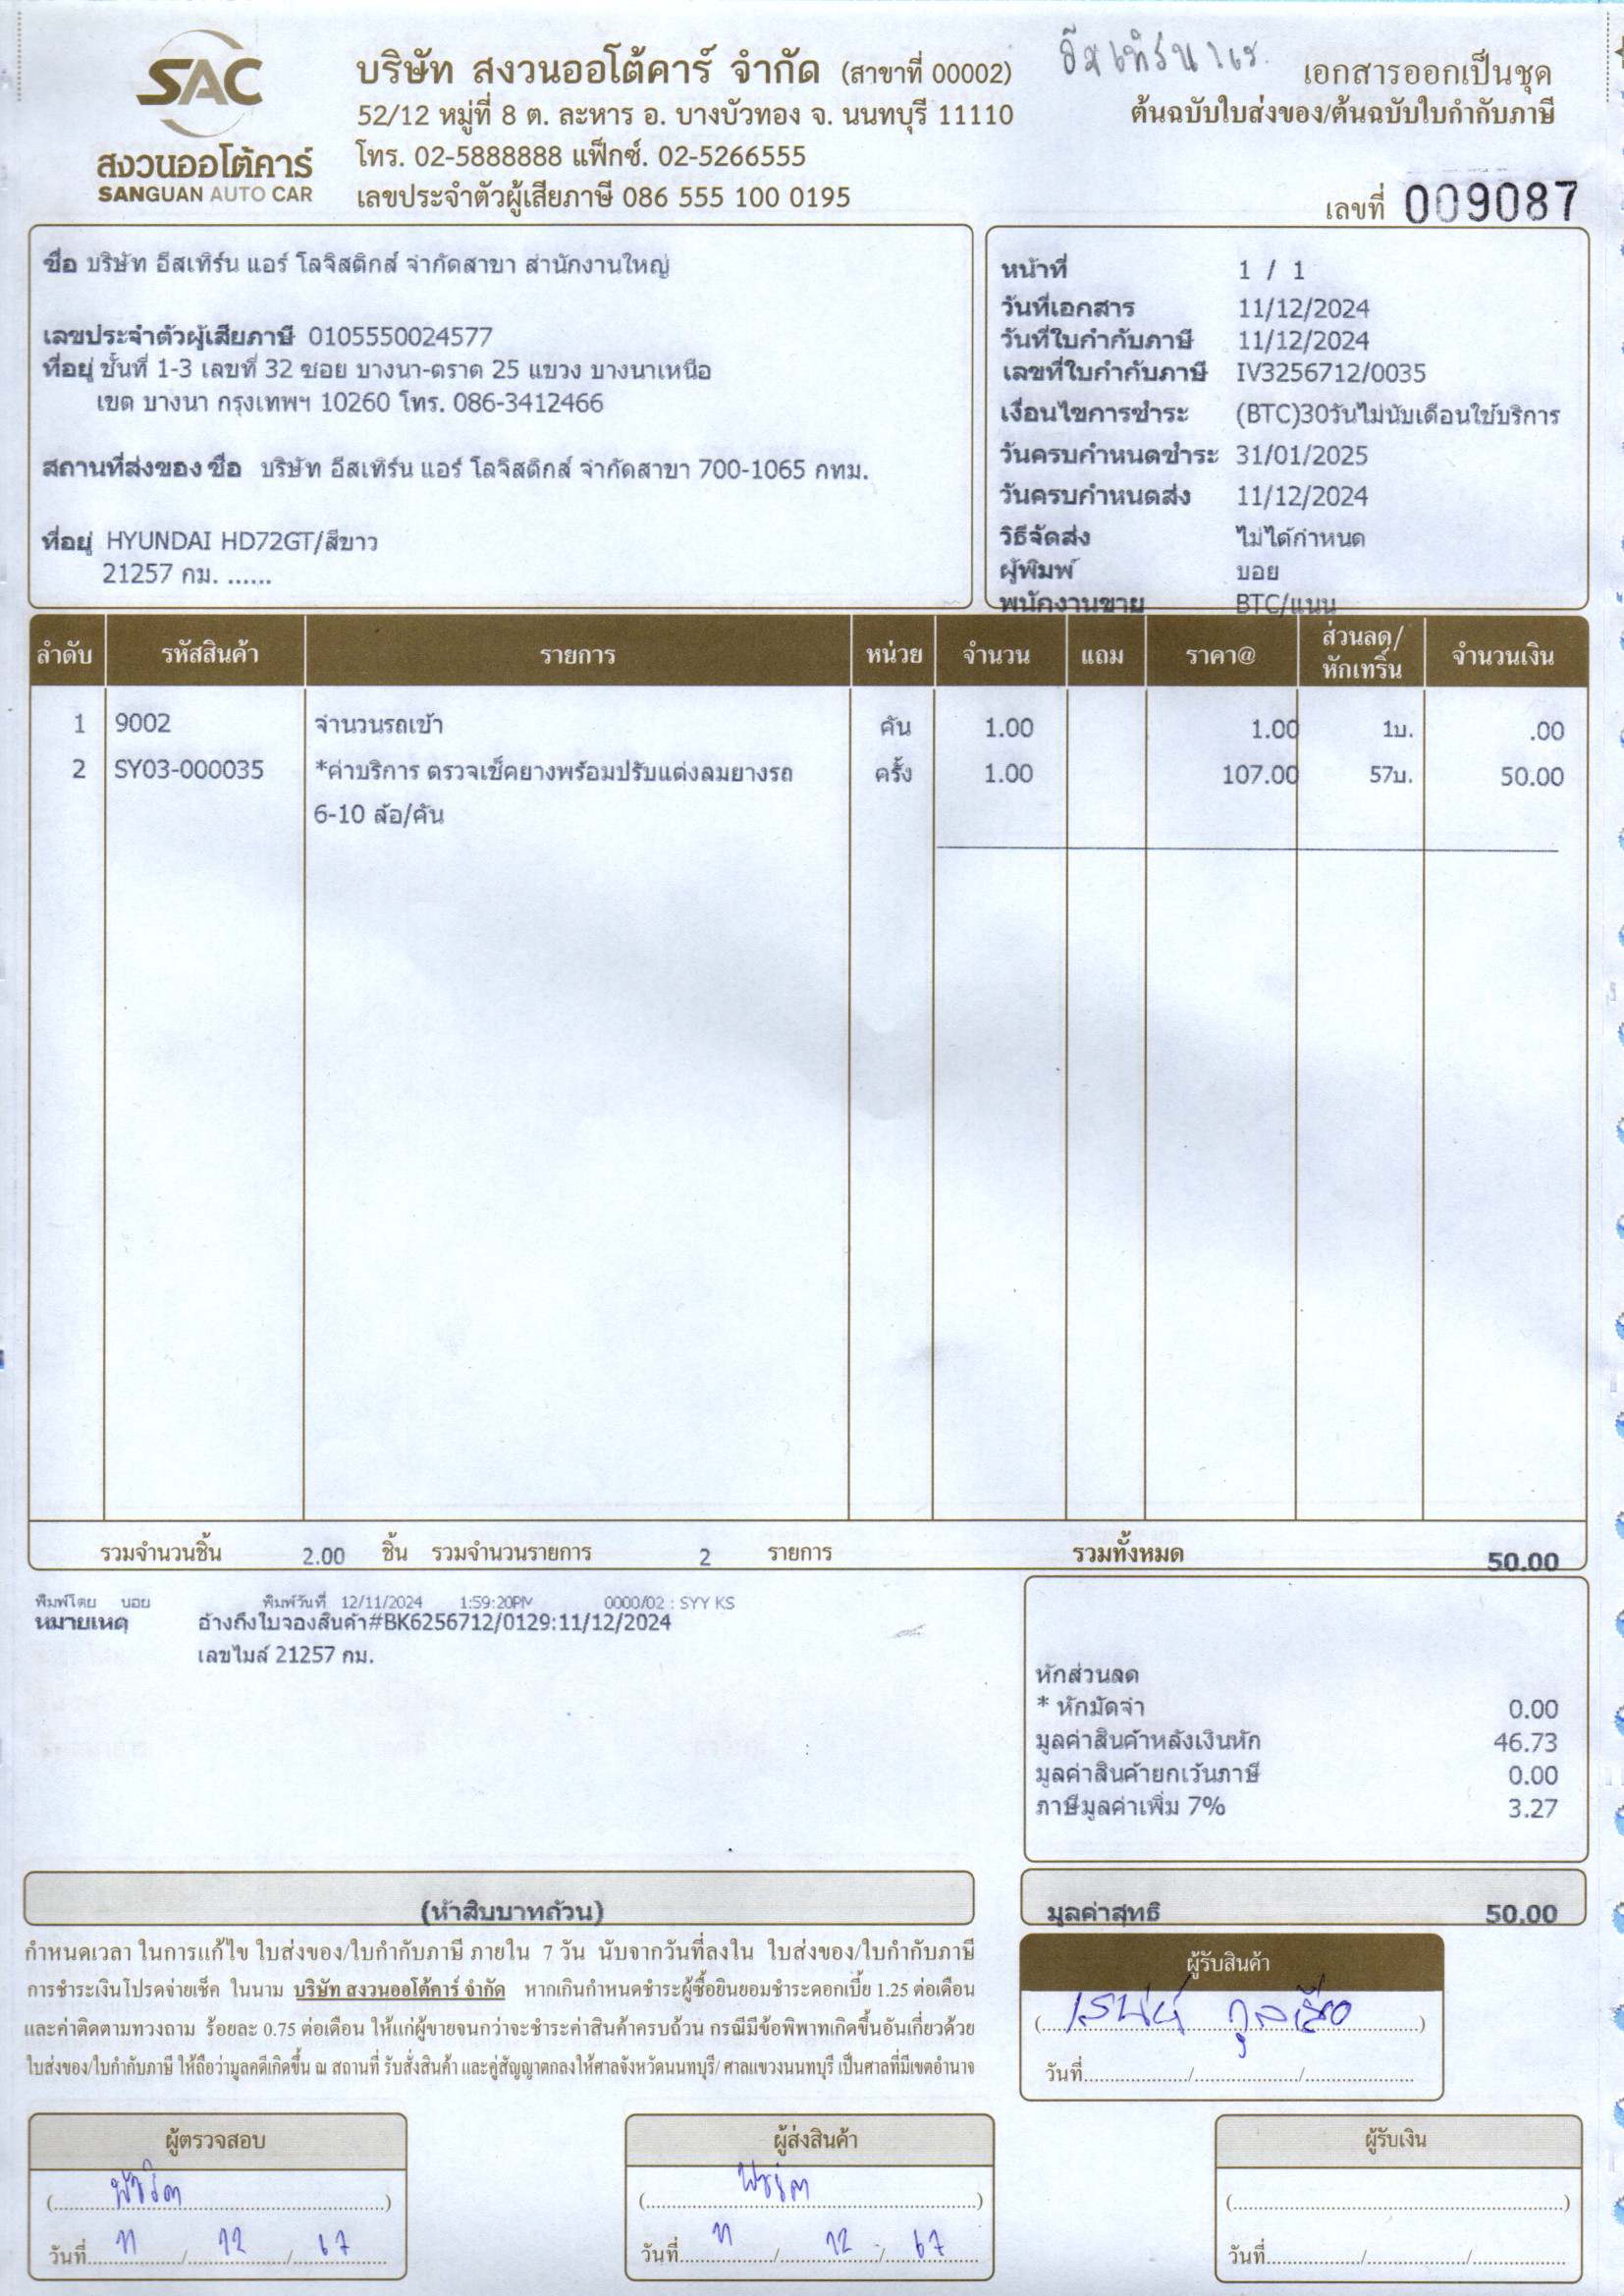 SAC
สงวนออโต้คาร์
SANGUAN AUTO CAR
บริษัท สงวนออโต้คาร์ จำกัด (สาขาที่ 00002)
52/12 หมู่ที่ 8 ต. ละหาร อ. บางบัวทอง จ. นนทบุรี 11110
โทร. 02-5888888 แฟ็กซ์. 02-5266555
เลขประจำตัวผู้เสียภาษี 086 555 100 0195
อีสเทิร์น แอร์
เอกสารออกเป็นชุด
ต้นฉบับใบส่งของ/ต้นฉบับใบกำกับภาษี
เลขที่ 009087
ชื่อ บริษัท อีสเทิร์น แอร์ โลจิสติกส์ จำกัดสาขา สำนักงานใหญ่
เลขประจำตัวผู้เสียภาษี 0105550024577
ที่อยู่ ชั้นที่ 1-3 เลขที่ 32 ซอย บางนา-ตราด 25 แขวง บางนาเหนือ
เขต บางนา กรุงเทพฯ 10260 โทร. 086-3412466
สถานที่ส่งของ ชื่อ บริษัท อีสเทิร์น แอร์ โลจิสติกส์ จำกัดสาขา 700-1065 กทม.
ที่อยู่ HYUNDAI HD72GT/สีขาว
21257 กม. ......
หน้าที่ 1 / 1
วันที่เอกสาร 11/12/2024
วันที่ใบกำกับภาษี 11/12/2024
เลขที่ใบกำกับภาษี IV3256712/0035
เงื่อนไขการชำระ (BTC)30วันไม่นับเดือนใช้บริการ
วันครบกำหนดชำระ 31/01/2025
วันครบกำหนดส่ง 11/12/2024
วิธีจัดส่ง ไม่ได้กำหนด
ผู้พิมพ์ บอย
พนักงานขาย BTC/แนน
ลำดับ รหัสสินค้า รายการ หน่วย จำนวน แถม ราคา@ ส่วนลด/หักเทริ์น จำนวนเงิน
1 9002 จำนวนรถเข้า คัน 1.00 1.00 1บ. .00
2 SY03-000035 *ค่าบริการ ตรวจเช็คยางพร้อมปรับแต่งลมยางรถ ครั้ง 1.00 107.00 57บ. 50.00
6-10 ล้อ/คัน
รวมจำนวนชิ้น 2.00 ชิ้น รวมจำนวนรายการ 2 รายการ รวมทั้งหมด 50.00
พิมพ์โดย บอย พิมพ์วันที่ 12/11/2024 1:59:20PM 0000/02 : SYY KS
หมายเหตุ อ้างถึงใบจองสินค้า#BK6256712/0129:11/12/2024
เลขไมล์ 21257 กม.
หักส่วนลด
* หักมัดจำ 0.00
มูลค่าสินค้าหลังเงินหัก 46.73
มูลค่าสินค้ายกเว้นภาษี 0.00
ภาษีมูลค่าเพิ่ม 7% 3.27
(ห้าสิบบาทถ้วน)
มูลค่าสุทธิ 50.00
กำหนดเวลา ในการแก้ไข ใบส่งของ/ใบกำกับภาษี ภายใน 7 วัน นับจากวันที่ลงใน ใบส่งของ/ใบกำกับภาษี
การชำระเงินโปรดจ่ายเช็ค ในนาม บริษัท สงวนออโต้คาร์ จำกัด หากเกินกำหนดชำระผู้ซื้อยินยอมชำระดอกเบี้ย 1.25 ต่อเดือน
และค่าติดตามทวงถาม ร้อยละ 0.75 ต่อเดือน ให้แก่ผู้ขายจนกว่าจะชำระค่าสินค้าครบถ้วน กรณีมีข้อพิพาทเกิดขึ้นอันเกี่ยวด้วย
ใบส่งของ/ใบกำกับภาษี ให้ถือว่ามูลคดีเกิดขึ้น ณ สถานที่ รับสั่งสินค้า และคู่สัญญาตกลงให้ศาลจังหวัดนนทบุรี/ ศาลแขวงนนทบุรี เป็นศาลที่มีเขตอำนาจ
ผู้รับสินค้า
วันที่......../......../........
ผู้ตรวจสอบ
วันที่ 11 / 12 / 67
ผู้ส่งสินค้า
วันที่ 11 / 12 / 67
ผู้รับเงิน
(........................)
วันที่......../......../........